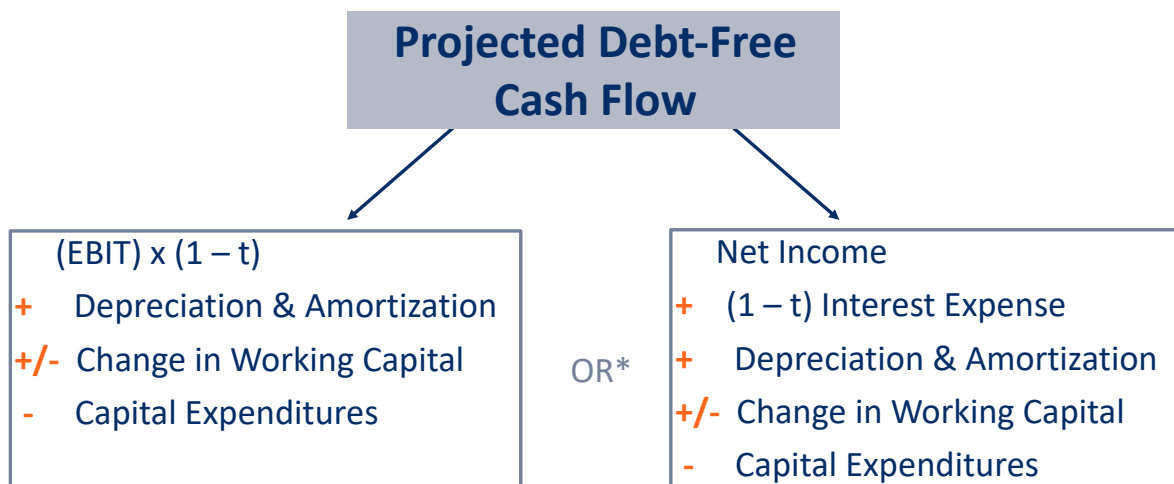 Projected Debt-Free
Cash Flow
(EBIT) x (1 – t)
+ Depreciation & Amortization
+/- Change in Working Capital
- Capital Expenditures
OR*
Net Income
+ (1 – t) Interest Expense
+ Depreciation & Amortization
+/- Change in Working Capital
- Capital Expenditures